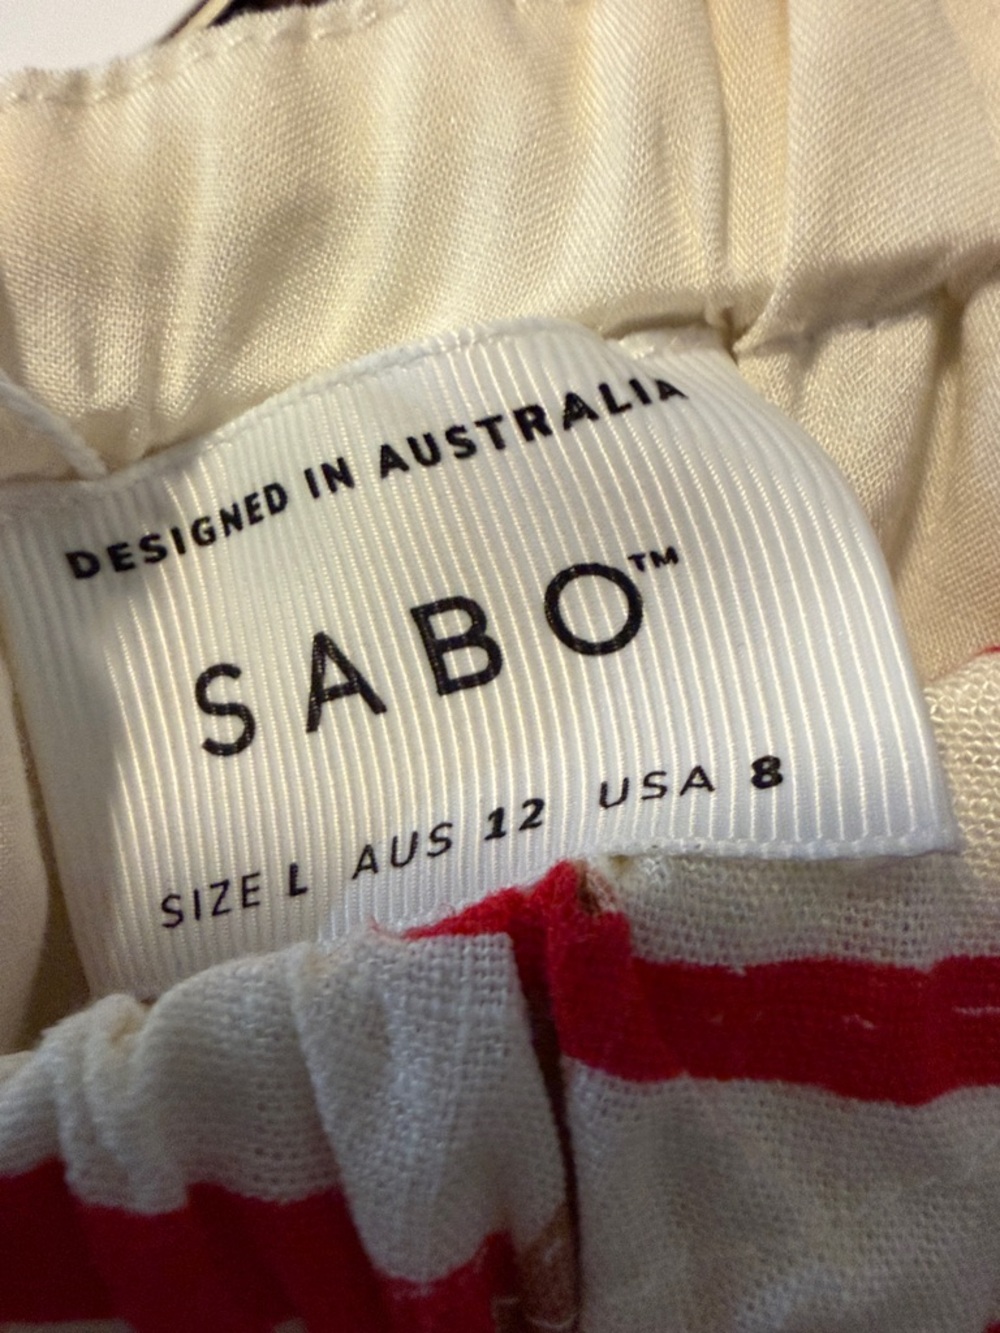 DESIGNED IN AUSTRALIA
SABO™
SIZE L AUS 12 USA 8